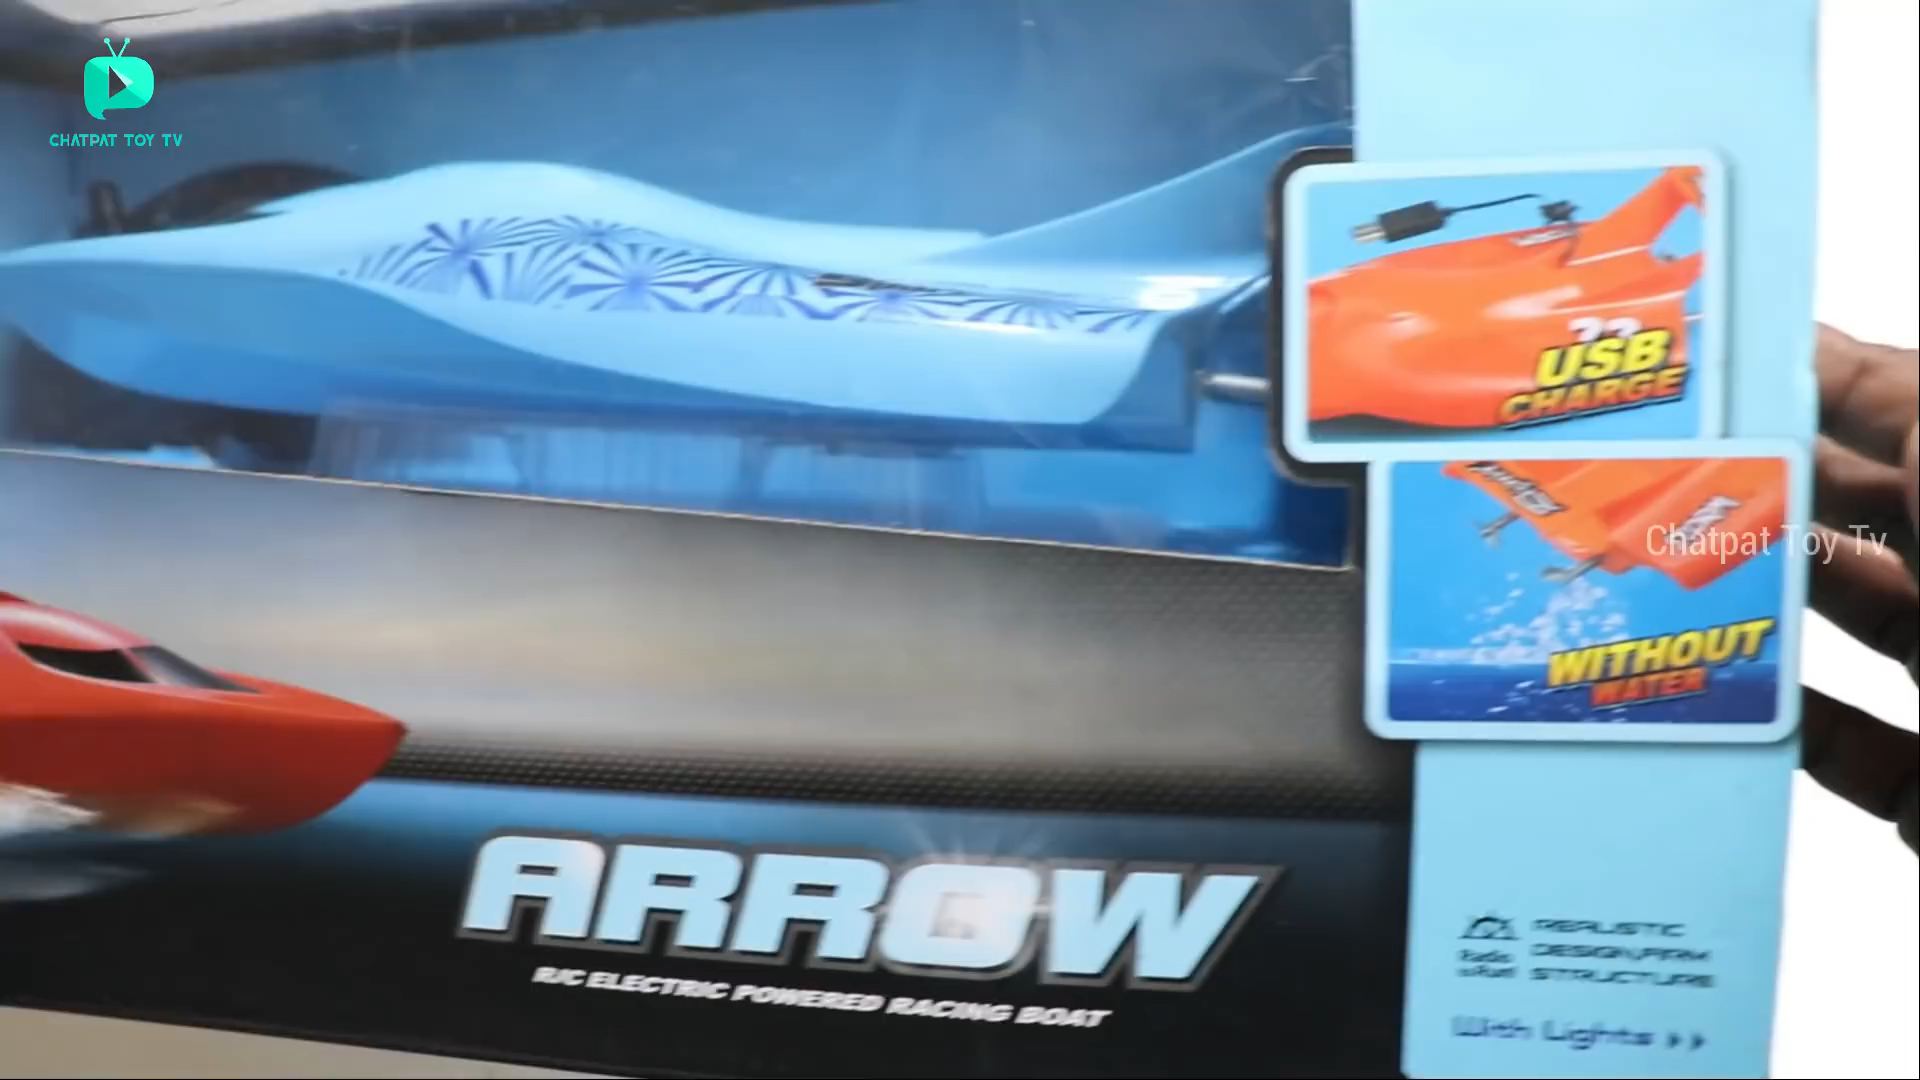 CHATPAT TOY TV
USB
CHARGE
Chatpat Toy Tv
WITHOUT
WATER
ARROW
R/C ELECTRIC POWERED RACING BOAT
REALISTIC
DESIGN,FIRM
STRUCTURE
With Lights